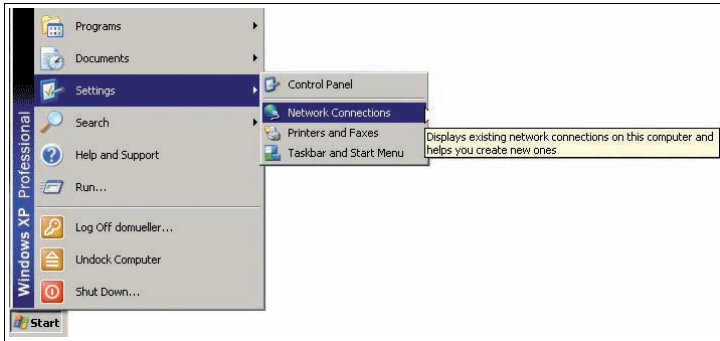 Programs
Documents
Settings
Search
Help and Support
Run...
Log Off domueller...
Undock Computer
Shut Down...
Windows XP Professional
Start
Control Panel
Network Connections
Printers and Faxes
Taskbar and Start Menu
Displays existing network connections on this computer and
helps you create new ones